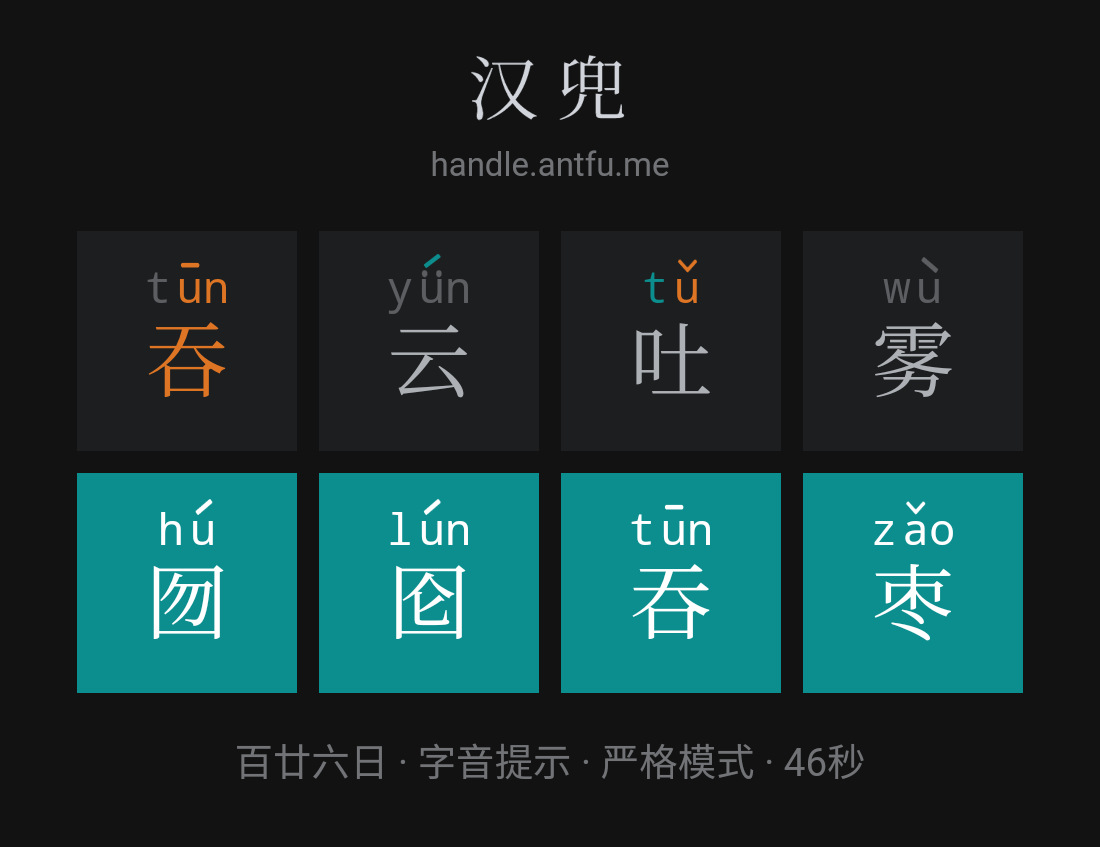 汉兜
handle.antfu.me
tūn yǘn tǔ wù
吞 云 吐 雾
hú lún tūn zǎo
囫 囵 吞 枣
百廿六日 · 字音提示 · 严格模式 · 46秒